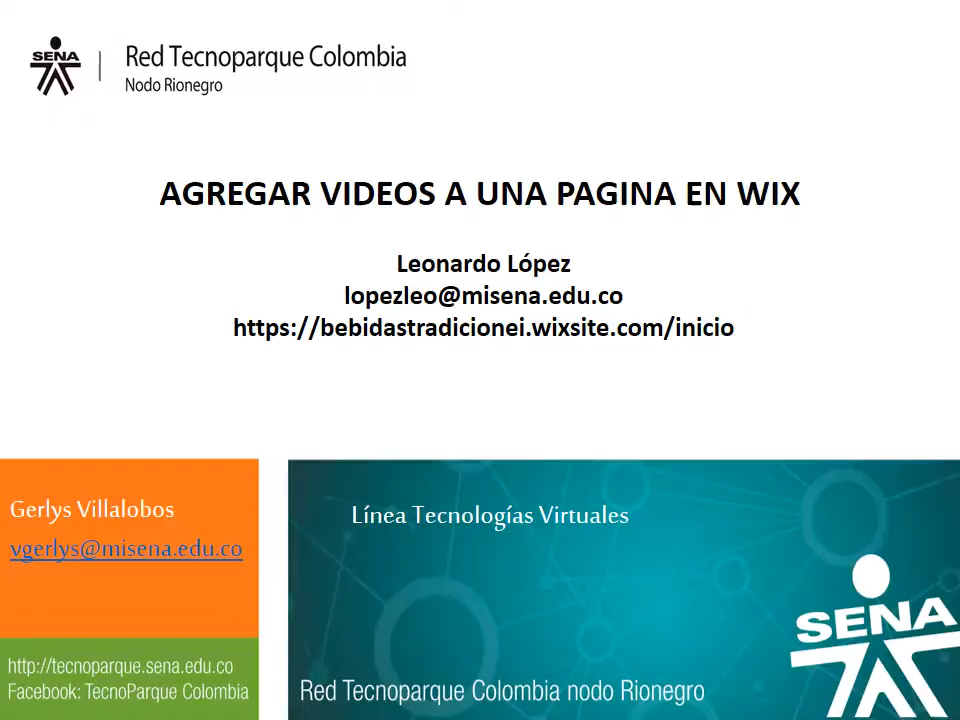 SENA
Red Tecnoparque Colombia
Nodo Rionegro
AGREGAR VIDEOS A UNA PAGINA EN WIX
Leonardo López
lopezleo@misena.edu.co
https://bebidastradicionei.wixsite.com/inicio
Gerlys Villalobos
vgerlys@misena.edu.co
Línea Tecnologías Virtuales
http://tecnoparque.sena.edu.co
Facebook: TecnoParque Colombia
Red Tecnoparque Colombia nodo Rionegro
SENA